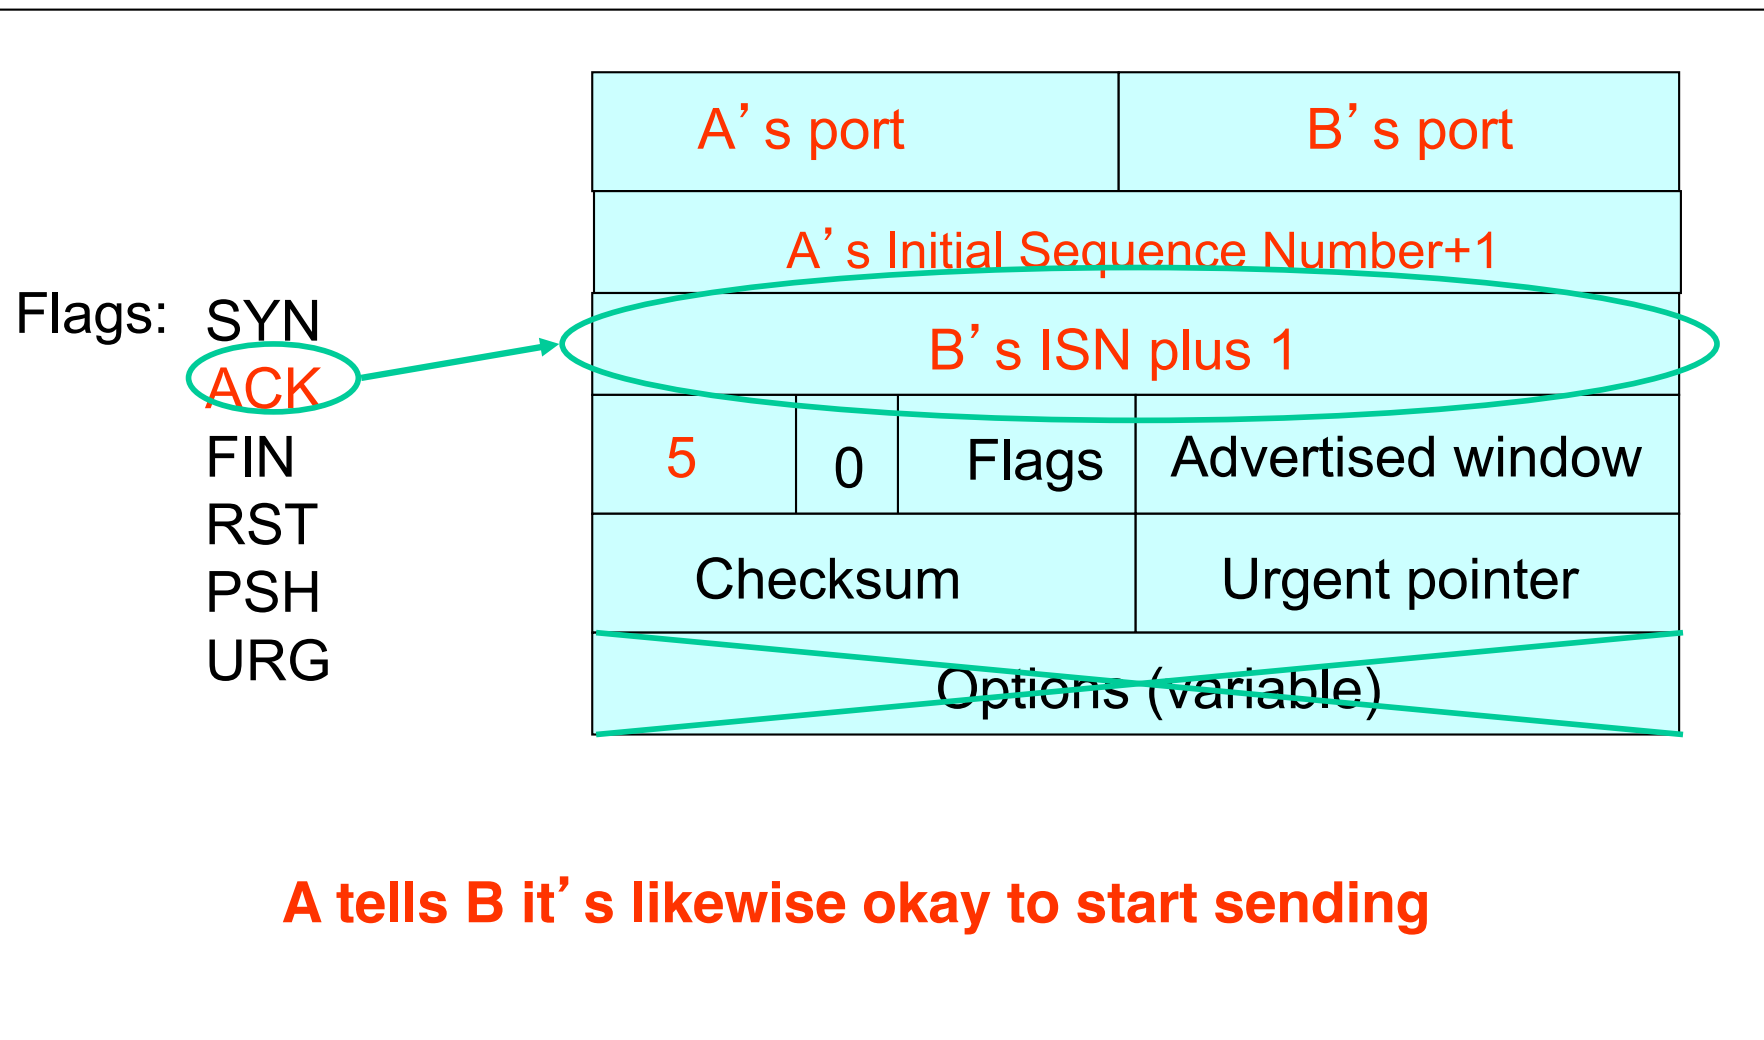 A’s port B’s port
A’s Initial Sequence Number+1
Flags: SYN
B’s ISN plus 1
ACK
FIN
5 0 Flags Advertised window
RST
PSH
Checksum Urgent pointer
URG
Options (variable)
A tells B it’s likewise okay to start sending